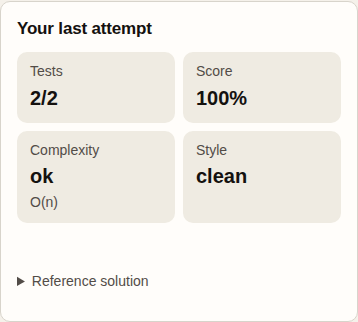 Your last attempt
Tests
2/2
Score
100%
Complexity
ok
O(n)
Style
clean
Reference solution